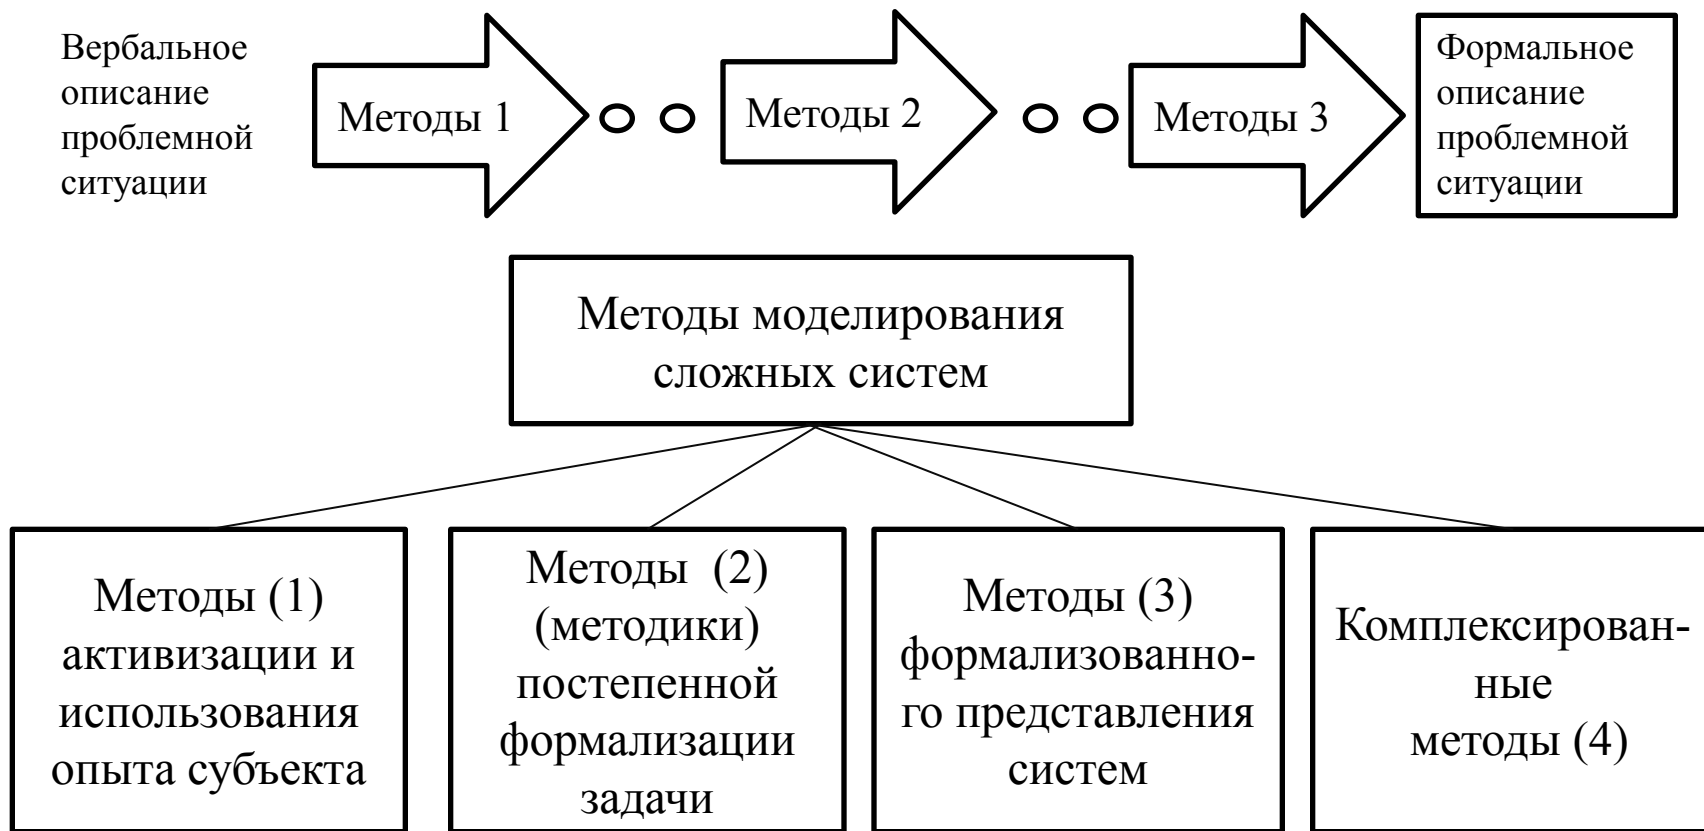 Вербальное
описание
проблемной
ситуации
Методы 1
Методы 2
Методы 3
Формальное
описание
проблемной
ситуации
Методы моделирования
сложных систем
Методы (1)
активизации и
использования
опыта субъекта
Методы (2)
(методики)
постепенной
формализации
задачи
Методы (3)
формализованно-
го представления
систем
Комплексирован-
ные
методы (4)